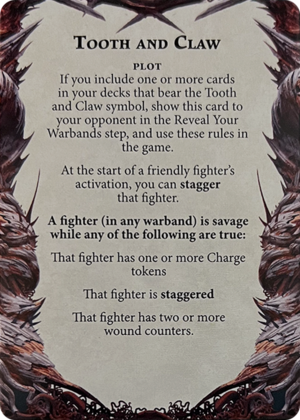 Tooth and Claw
PLOT
If you include one or more cards
in your decks that bear the Tooth
and Claw symbol, show this card to
your opponent in the Reveal Your
Warbands step, and use these rules in
the game.
At the start of a friendly fighter's
activation, you can stagger
that fighter.
A fighter (in any warband) is savage
while any of the following are true:
That fighter has one or more Charge
tokens
That fighter is staggered
That fighter has two or more
wound counters.